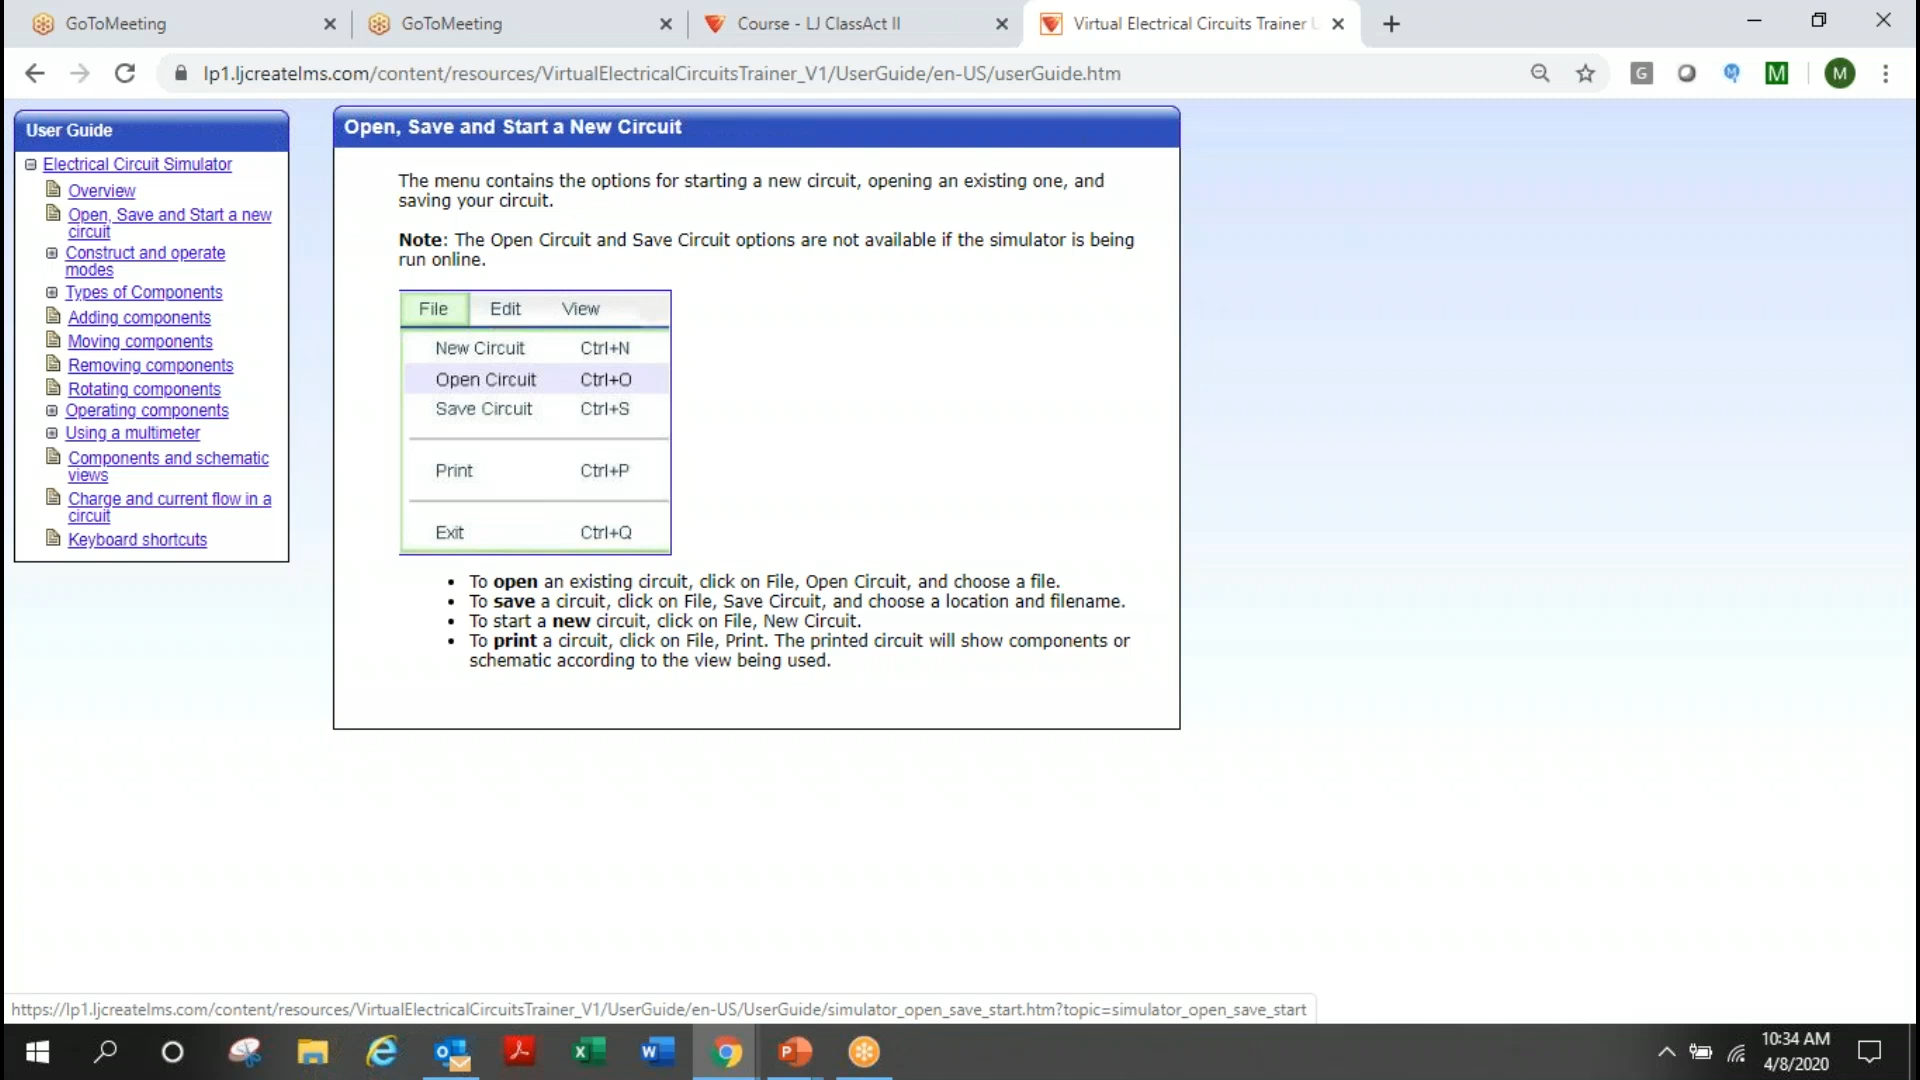 GoToMeeting
GoToMeeting
Course - LJ ClassAct II
Virtual Electrical Circuits Trainer
lp1.ljcreatelms.com/content/resources/VirtualElectricalCircuitsTrainer_V1/UserGuide/en-US/userGuide.htm
G
M
M
User Guide
Electrical Circuit Simulator
Overview
Open, Save and Start a new
circuit
Construct and operate
modes
Types of Components
Adding components
Moving components
Removing components
Rotating components
Operating components
Using a multimeter
Components and schematic
views
Charge and current flow in a
circuit
Keyboard shortcuts
Open, Save and Start a New Circuit
The menu contains the options for starting a new circuit, opening an existing one, and
saving your circuit.
Note: The Open Circuit and Save Circuit options are not available if the simulator is being
run online.
File Edit View
New Circuit Ctrl+N
Open Circuit Ctrl+O
Save Circuit Ctrl+S
Print Ctrl+P
Exit Ctrl+Q
• To open an existing circuit, click on File, Open Circuit, and choose a file.
• To save a circuit, click on File, Save Circuit, and choose a location and filename.
• To start a new circuit, click on File, New Circuit.
• To print a circuit, click on File, Print. The printed circuit will show components or
schematic according to the view being used.
https://lp1.ljcreatelms.com/content/resources/VirtualElectricalCircuitsTrainer_V1/UserGuide/en-US/UserGuide/simulator_open_save_start.htm?topic=simulator_open_save_start
10:34 AM
4/8/2020